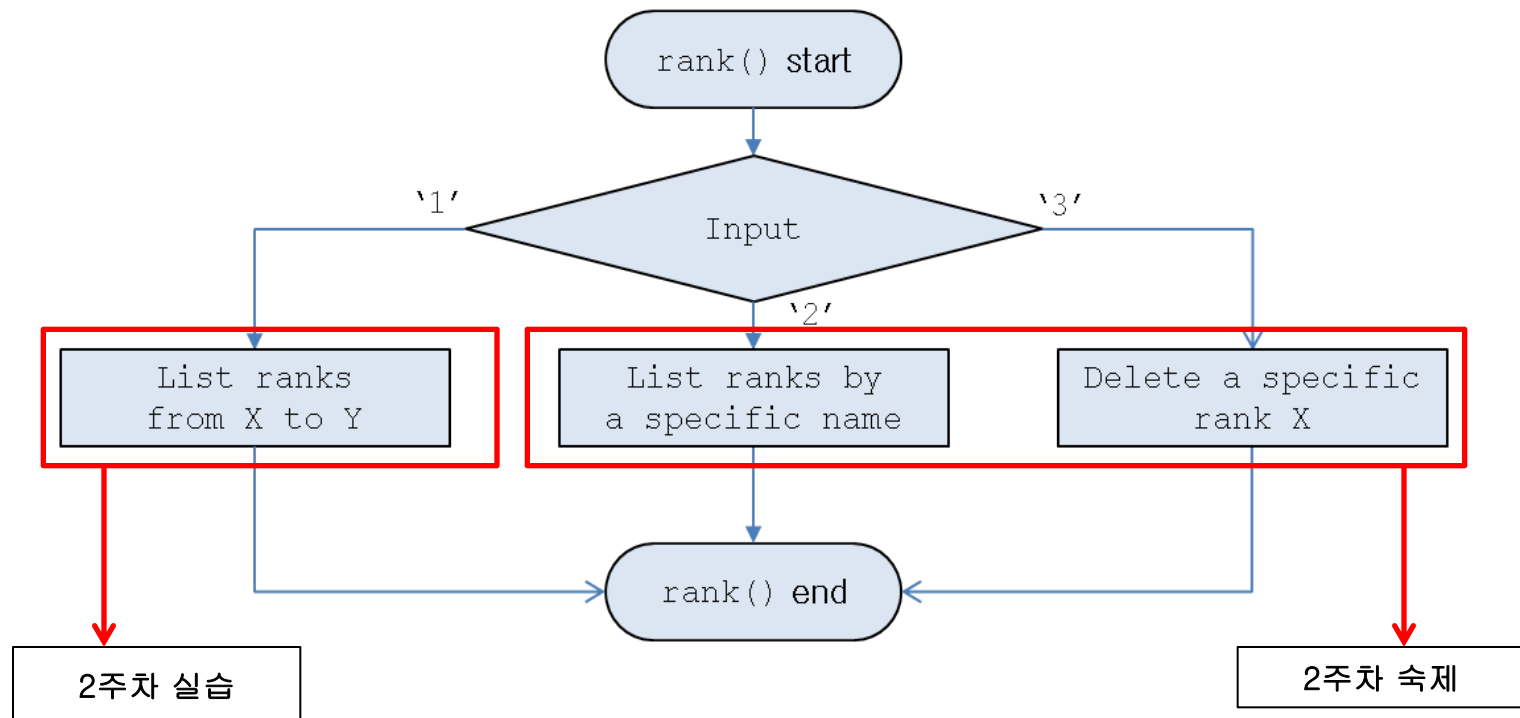 rank() start
‘1’
Input
‘3’
‘2’
List ranks
from X to Y
List ranks by
a specific name
Delete a specific
rank X
rank() end
2주차 실습
2주차 숙제